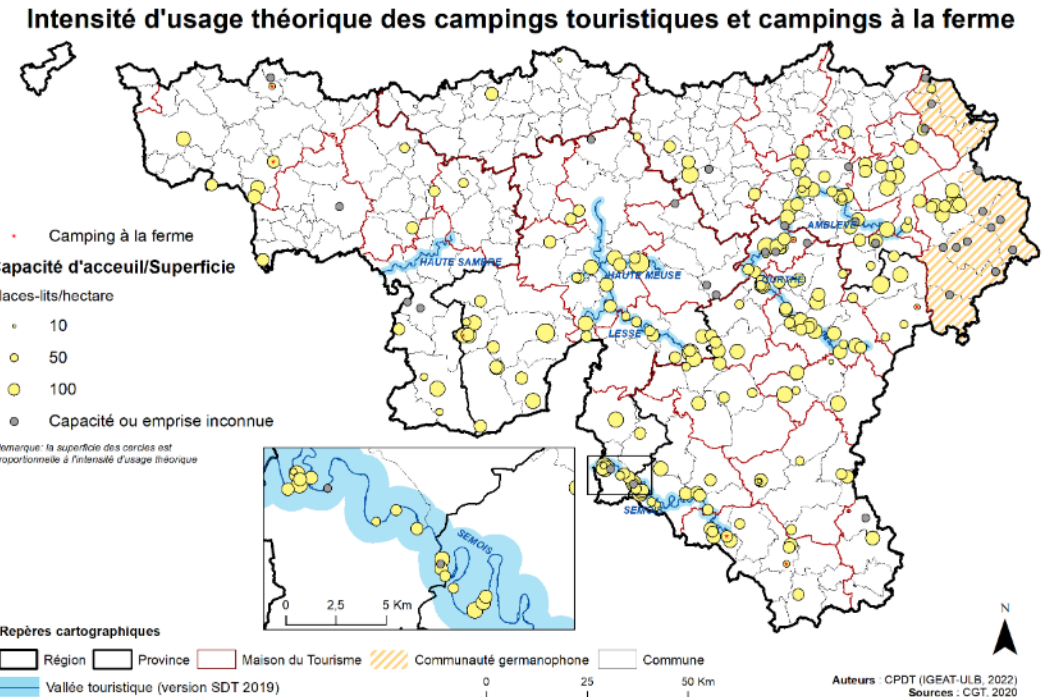 Intensité d'usage théorique des campings touristiques et campings à la ferme
Camping à la ferme
Capacité d'acceuil/Superficie
laces-lits/hectare
10
50
100
Capacité ou emprise inconnue
Remarque: la superficie des cercles est
proportionnelle à l'intensité d'usage théorique
HAUTE SAMBRE
HAUTE MEUSE
LESSE
AMBLEVE
OURTHE
SEMOIS
SEMOIS
0 2,5 5 Km
N
Repères cartographiques
Région
Province
Maison du Tourisme
Communauté germanophone
Commune
Vallée touristique (version SDT 2019)
0 25 50 Km
Auteurs : CPDT (IGEAT-ULB, 2022)
Sources : CGT, 2020